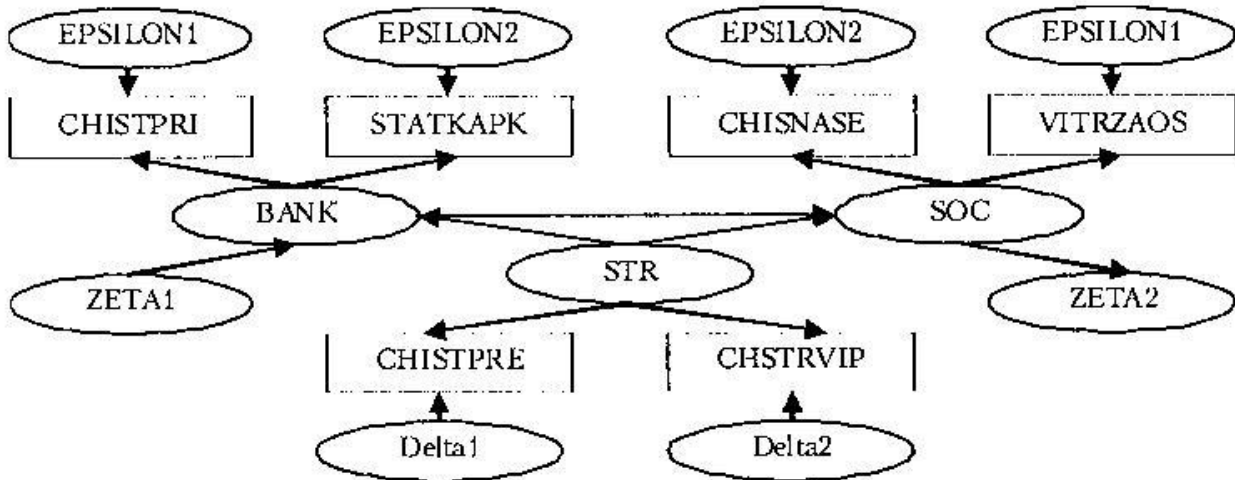 EPSILON1 EPSILON2 EPSILON2 EPSILON1
CHISTPRI STATKAPK CHISNASE VITRZAOS
BANK SOC
STR
ZETA1 ZETA2
CHISTPRE CHSTRVIP
Delta1 Delta2